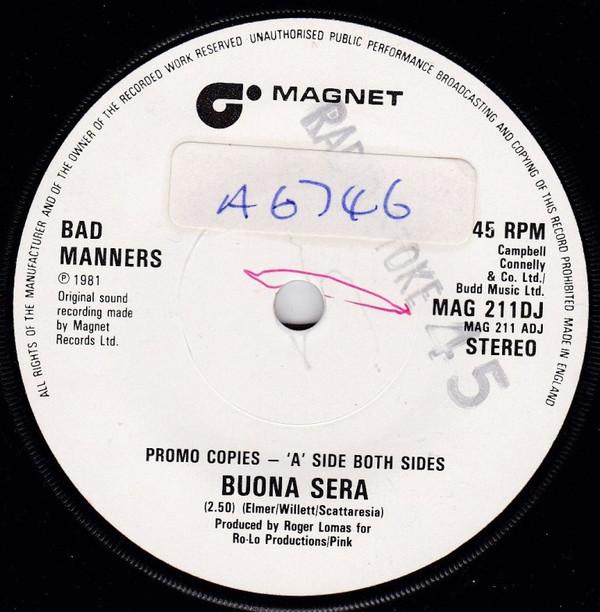 ALL RIGHTS OF THE MANUFACTURER AND OF THE OWNER OF THE RECORDED WORK RESERVED UNAUTHORISED PUBLIC PERFORMANCE BROADCASTING AND COPYING OF THIS RECORD PROHIBITED MADE IN ENGLAND
MAGNET
A6746
BAD
MANNERS
℗ 1981
Original sound
recording made
by Magnet
Records Ltd.
45 RPM
Campbell
Connelly
& Co. Ltd./
Budd Music Ltd.
MAG 211DJ
MAG 211 ADJ
STEREO
TOKE 45
PROMO COPIES – 'A' SIDE BOTH SIDES
BUONA SERA
(2.50) (Elmer/Willett/Scattaresia)
Produced by Roger Lomas for
Ro-Lo Productions/Pink